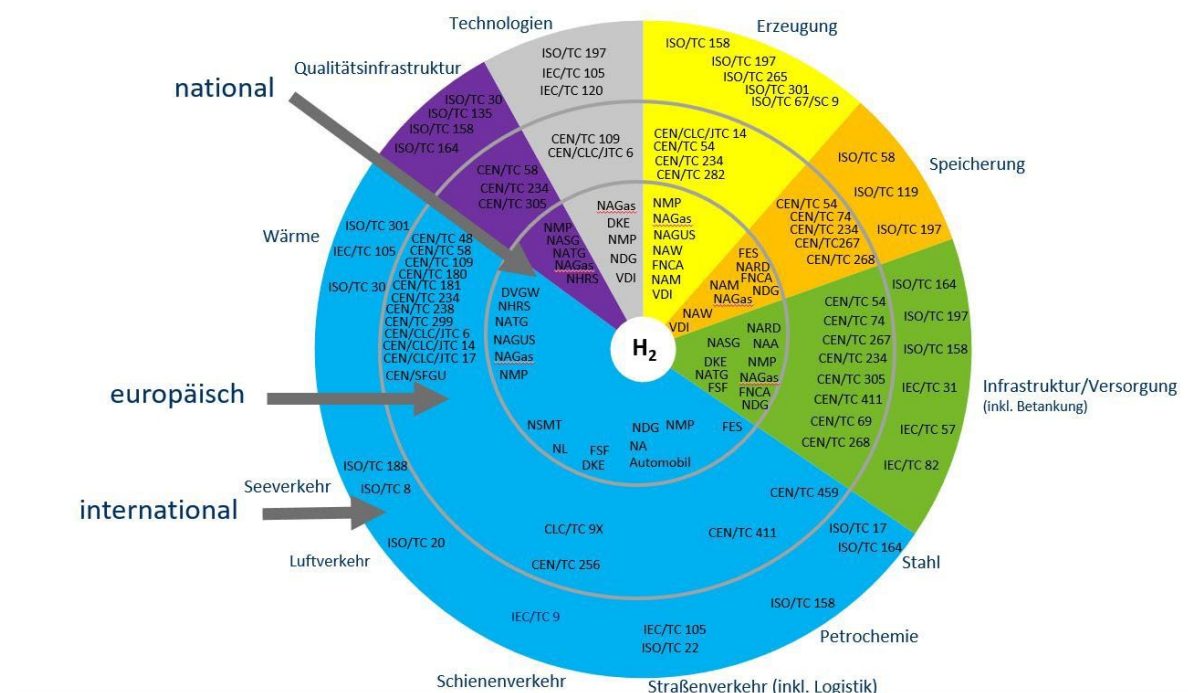 Technologien
Erzeugung
Qualitätsinfrastruktur
national
Speicherung
Wärme
europäisch
Infrastruktur/Versorgung
(inkl. Betankung)
Seeverkehr
international
Luftverkehr
Stahl
Petrochemie
Schienenverkehr
Straßenverkehr (inkl. Logistik)
H2
ISO/TC 197
IEC/TC 105
IEC/TC 120
CEN/TC 109
CEN/CLC/JTC 6
NAGas
DKE
NMP
NDG
VDI
ISO/TC 158
ISO/TC 197
ISO/TC 265
ISO/TC 301
ISO/TC 67/SC 9
CEN/CLC/JTC 14
CEN/TC 54
CEN/TC 234
CEN/TC 282
NMP
NAGas
NAGUS
NAW
FNCA
NAM
VDI
ISO/TC 58
ISO/TC 119
ISO/TC 197
CEN/TC 54
CEN/TC 74
CEN/TC 234
CEN/TC267
CEN/TC 268
FES
NARD
FNCA
NAM
NDG
NAGas
NAW
VDI
ISO/TC 164
ISO/TC 197
ISO/TC 158
IEC/TC 31
IEC/TC 57
IEC/TC 82
CEN/TC 54
CEN/TC 74
CEN/TC 267
CEN/TC 234
CEN/TC 305
CEN/TC 411
CEN/TC 69
CEN/TC 268
NARD
NASG NAA
DKE NMP
NATG NAGas
FSF FNCA
NDG
ISO/TC 17
ISO/TC 164
CEN/TC 459
FES
ISO/TC 158
CEN/TC 411
NDG NMP
NA
Automobil
IEC/TC 105
ISO/TC 22
IEC/TC 9
CLC/TC 9X
CEN/TC 256
FSF
DKE
NL
NSMT
ISO/TC 20
ISO/TC 188
ISO/TC 8
ISO/TC 301
IEC/TC 105
ISO/TC 30
CEN/TC 48
CEN/TC 58
CEN/TC 109
CEN/TC 180
CEN/TC 181
CEN/TC 234
CEN/TC 238
CEN/TC 299
CEN/CLC/JTC 6
CEN/CLC/JTC 14
CEN/CLC/JTC 17
CEN/SFGU
DVGW
NHRS
NATG
NAGUS
NAGas
NMP
ISO/TC 30
ISO/TC 135
ISO/TC 158
ISO/TC 164
CEN/TC 58
CEN/TC 234
CEN/TC 305
NMP
NASG
NATG
NAGas
NHRS